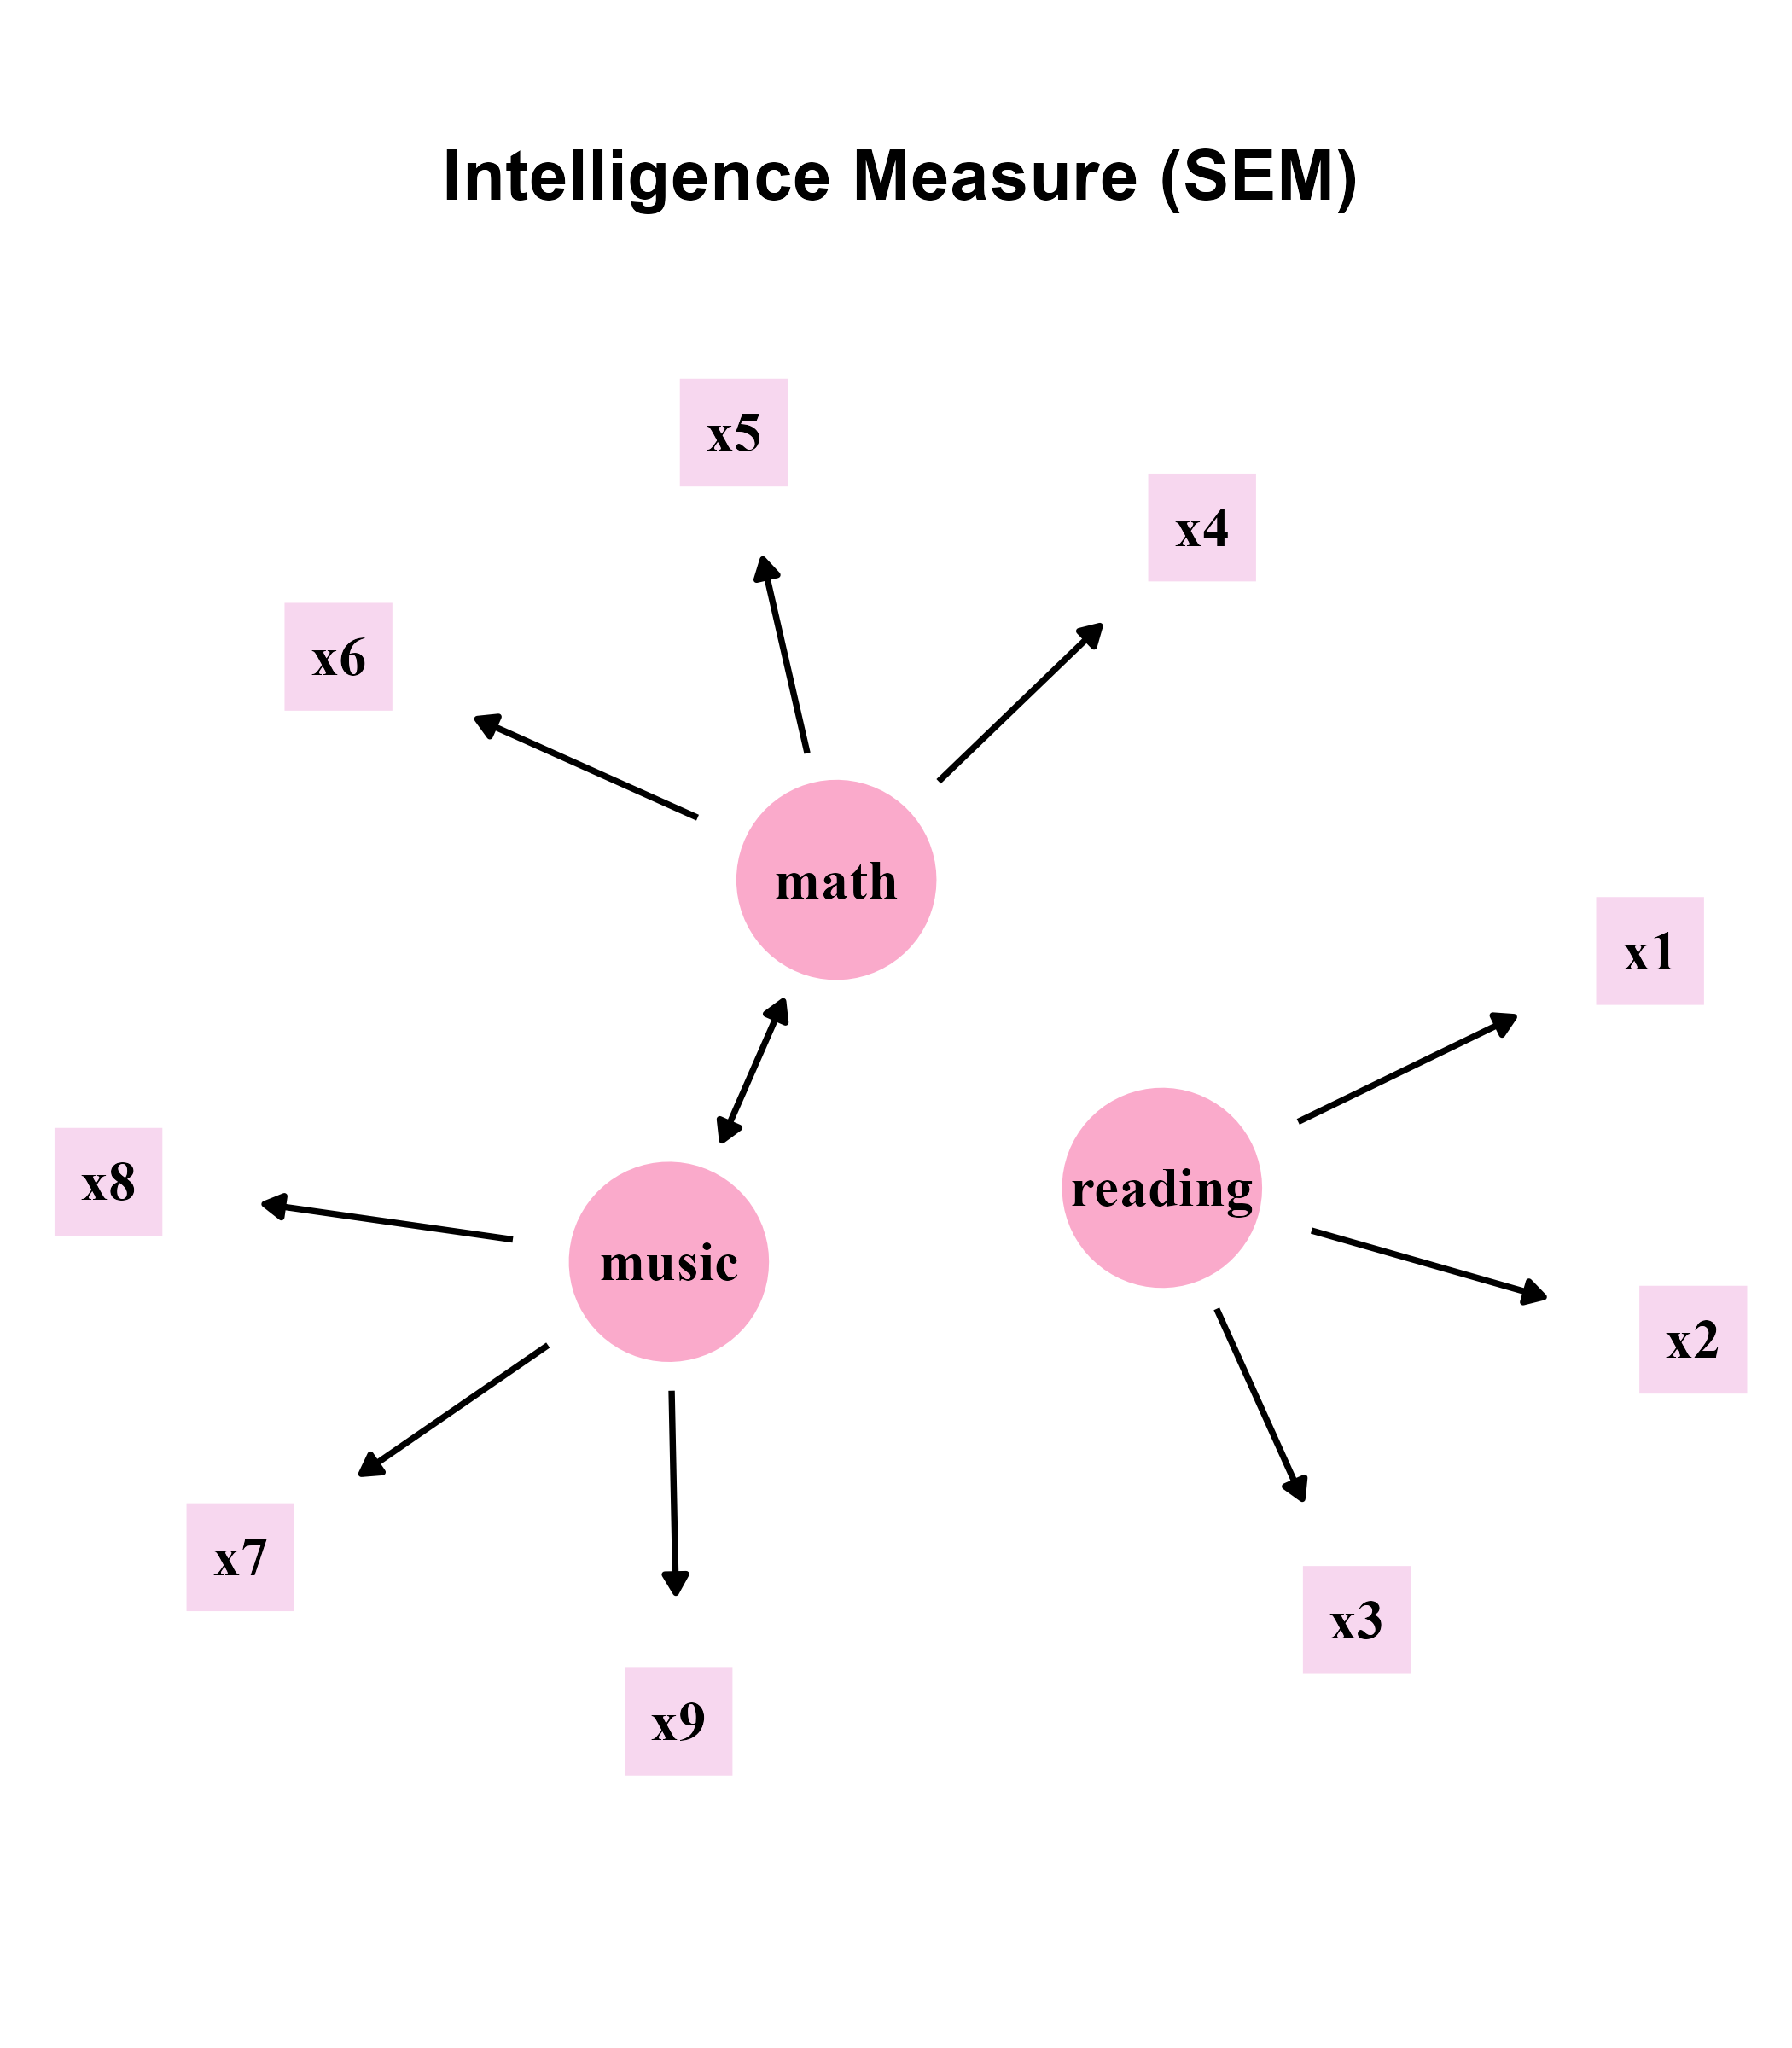 Intelligence Measure (SEM)
x5
x4
x6
math
x1
x8
reading
music
x2
x7
x3
x9